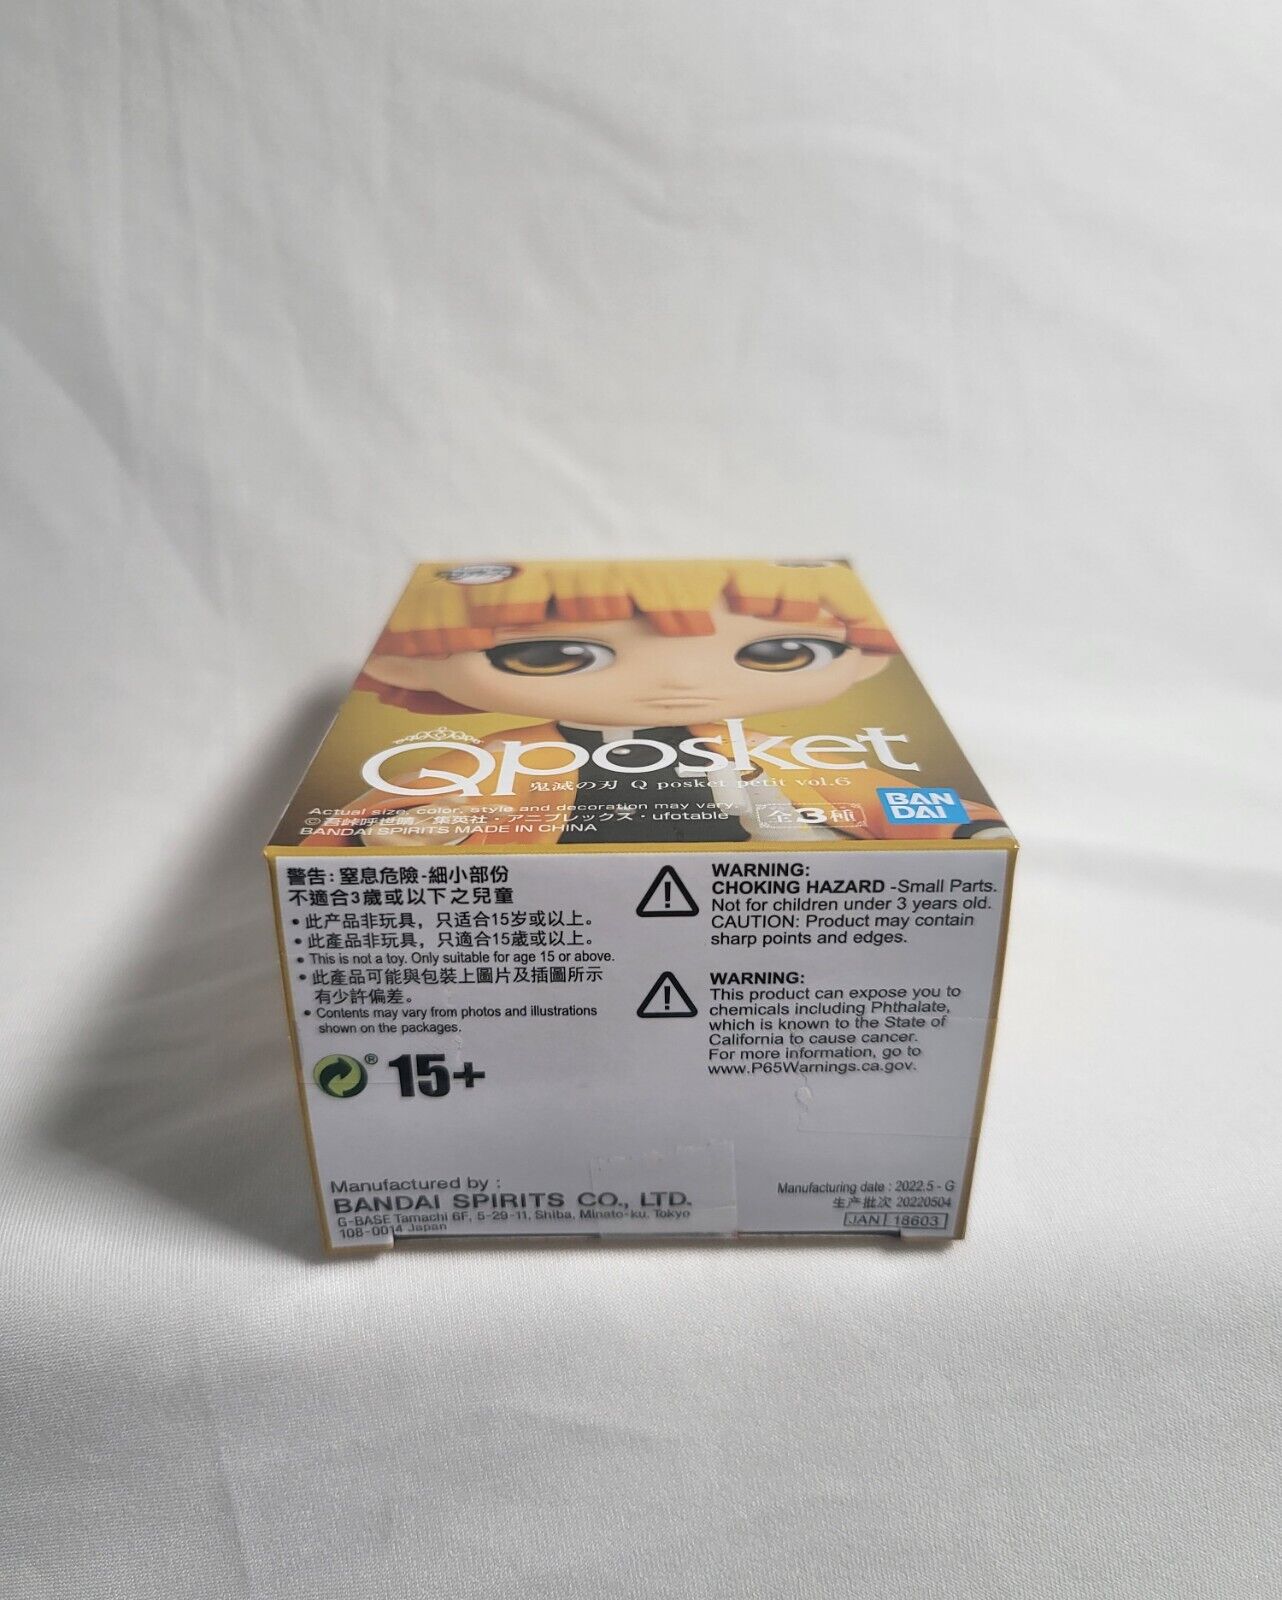 Qposket
鬼滅の刃 Q posket petit vol.6
Actual size, color, style and decoration may vary.
©吾峠呼世晴／集英社・アニプレックス・ufotable
BANDAI SPIRITS MADE IN CHINA
全3種
BAN
DAI
警告: 窒息危險-細小部份
不適合3歲或以下之兒童
• 此产品非玩具，只适合15岁或以上。
• 此產品非玩具，只適合15歲或以上。
• This is not a toy. Only suitable for age 15 or above.
• 此產品可能與包裝上圖片及插圖所示
有少許偏差。
• Contents may vary from photos and illustrations
shown on the packages.
® 15+
WARNING:
CHOKING HAZARD -Small Parts.
Not for children under 3 years old.
CAUTION: Product may contain
sharp points and edges.
WARNING:
This product can expose you to
chemicals including Phthalate,
which is known to the State of
California to cause cancer.
For more information, go to
www.P65Warnings.ca.gov.
Manufactured by :
BANDAI SPIRITS CO., LTD.
G-BASE Tamachi 6F, 5-29-11, Shiba, Minato-ku, Tokyo
108-0014 Japan
Manufacturing date : 2022.5 - G
生产批次 20220504
JAN 18603